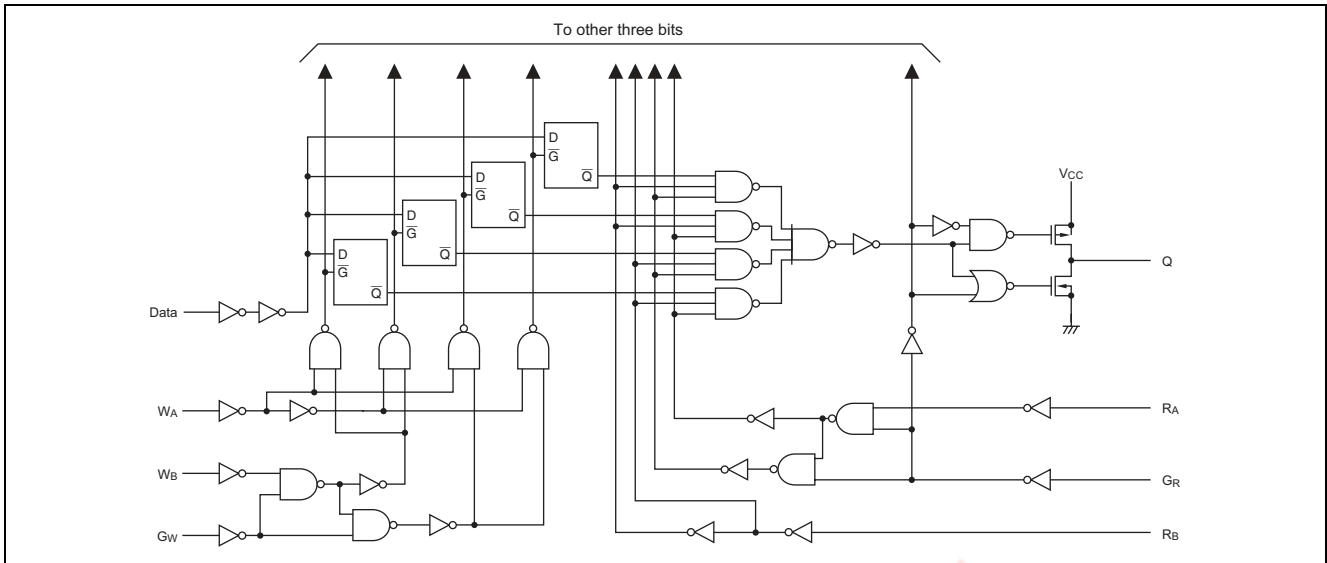 To other three bits
D
G̅
Q̅
D
G̅
Q̅
VCC
D
G̅
Q̅
D
G̅
Q̅
Q
Data
WA
RA
WB
GR
GW
RB